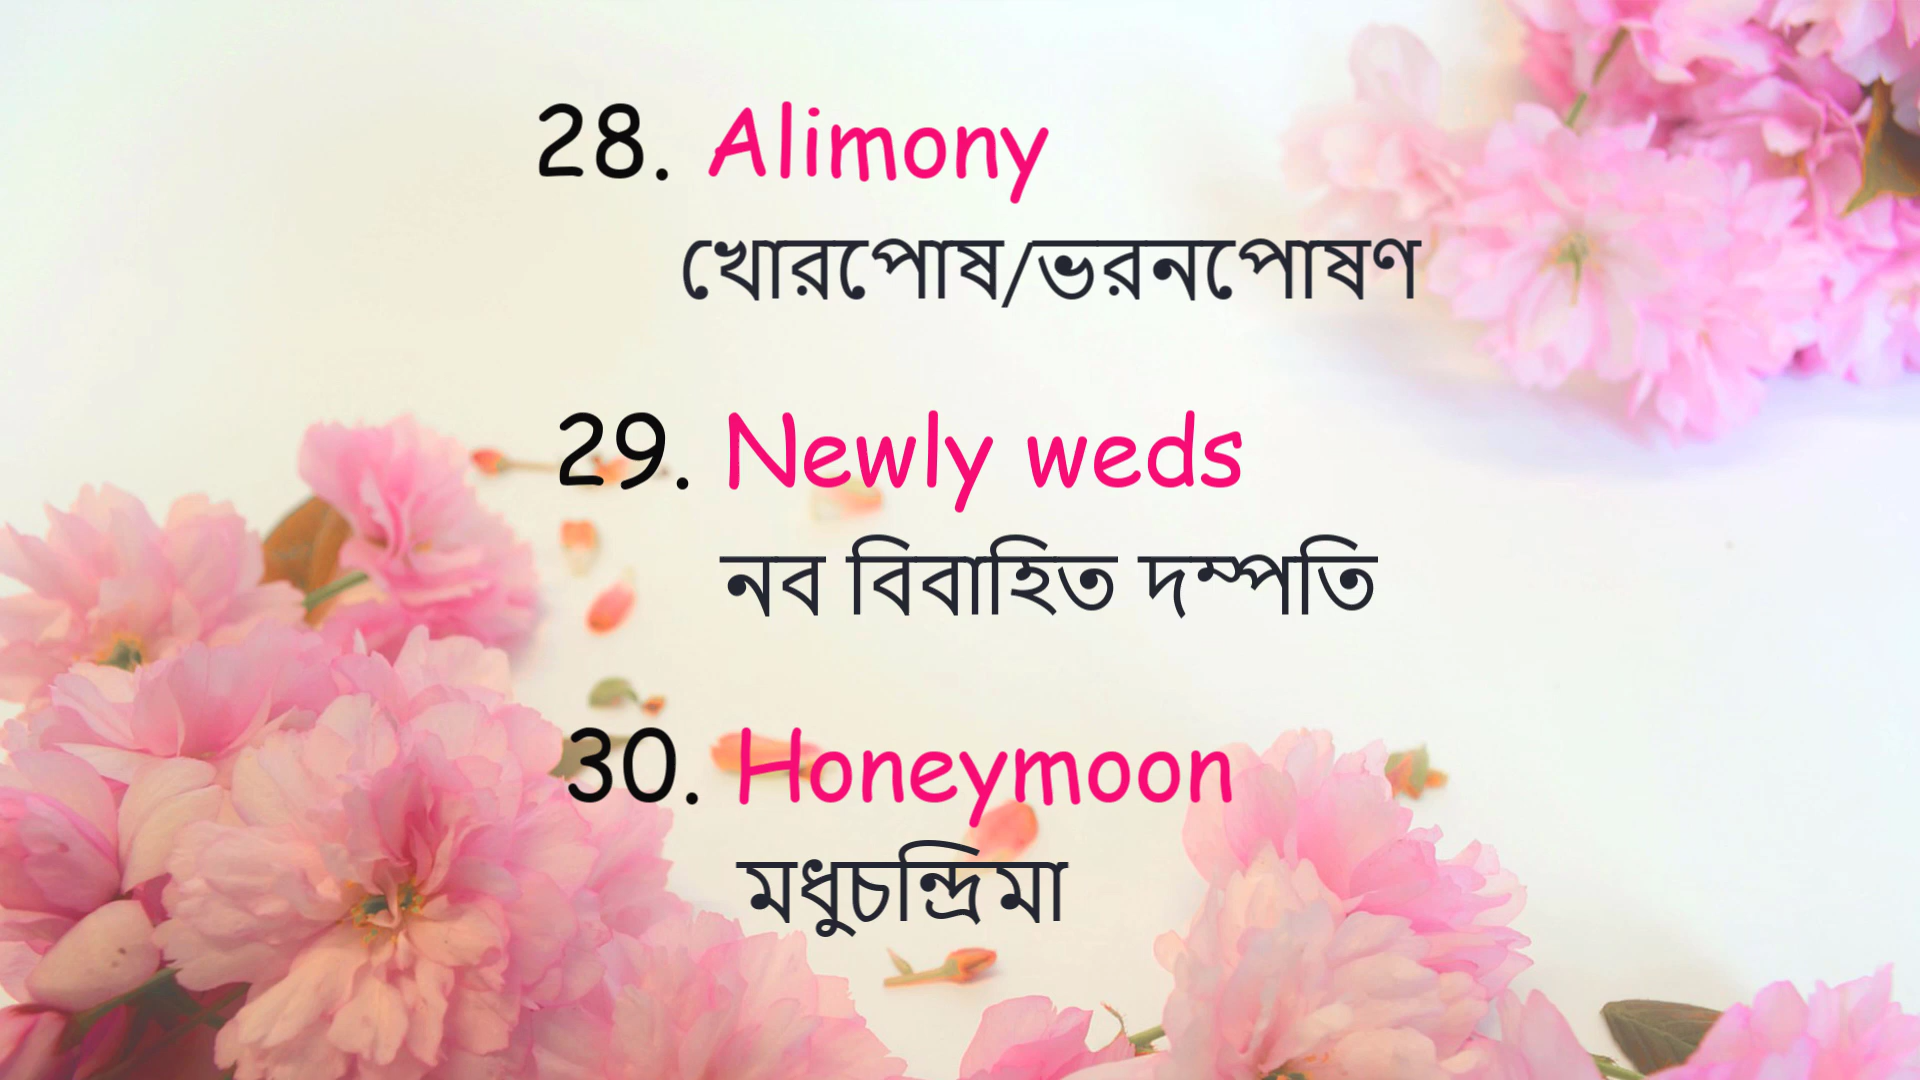 28. Alimony
খোরপোষ/ভরনপোষণ
29. Newly weds
নব বিবাহিত দম্পতি
30. Honeymoon
মধুচন্দ্রিমা